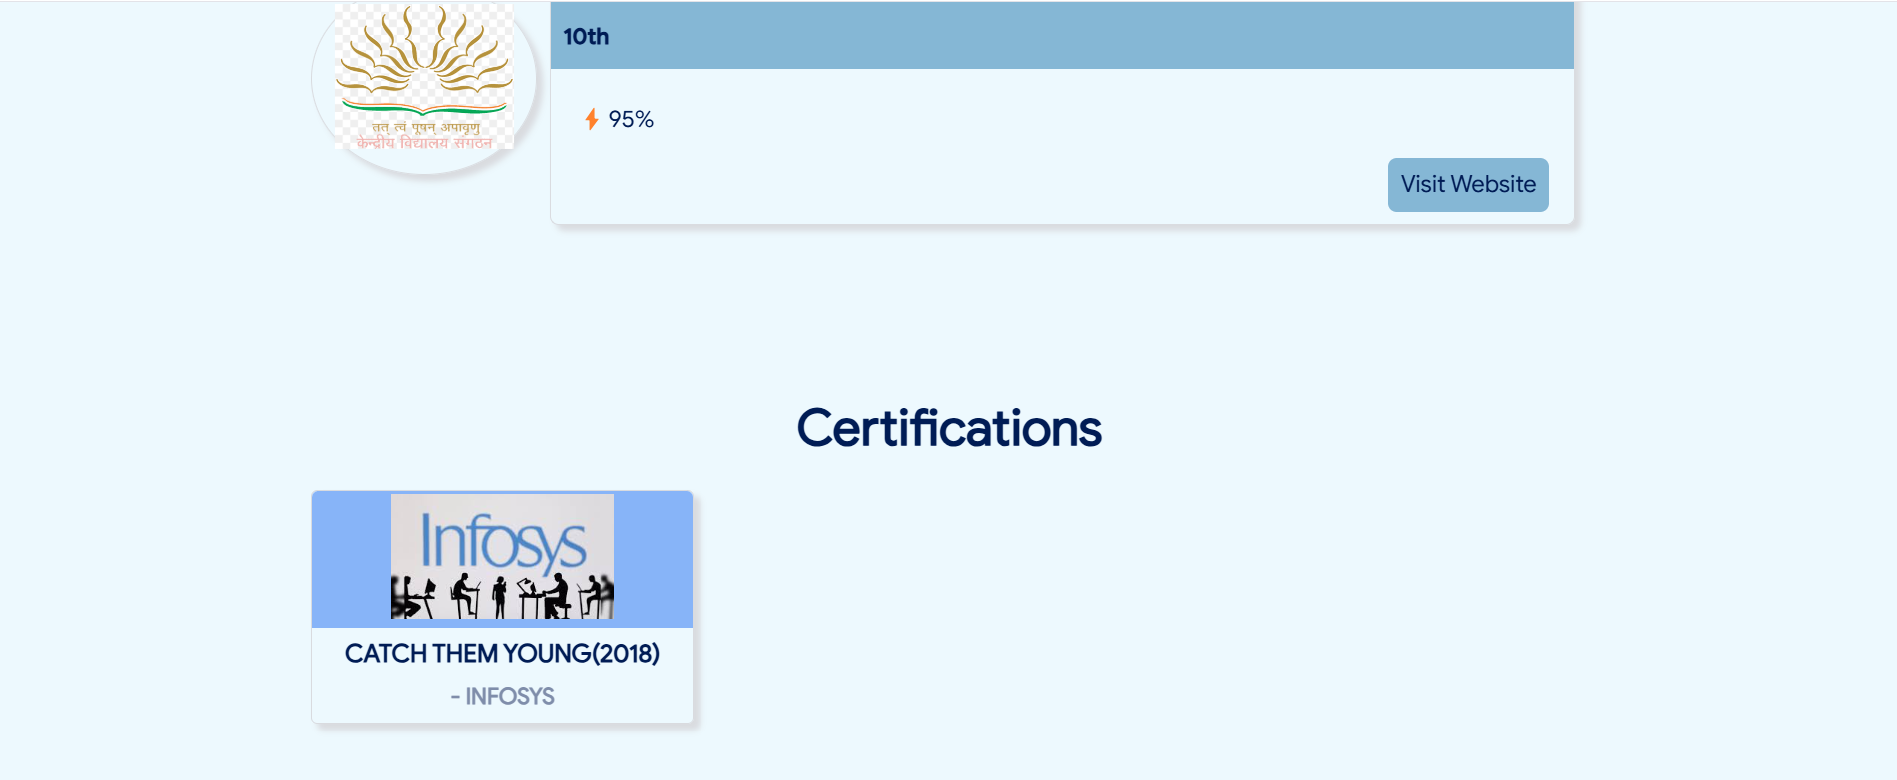 10th
तत् त्वं पूषन् अपावृणु
केन्द्रीय विद्यालय संगठन
95%
Visit Website
Certifications
Infosys
CATCH THEM YOUNG(2018)
- INFOSYS